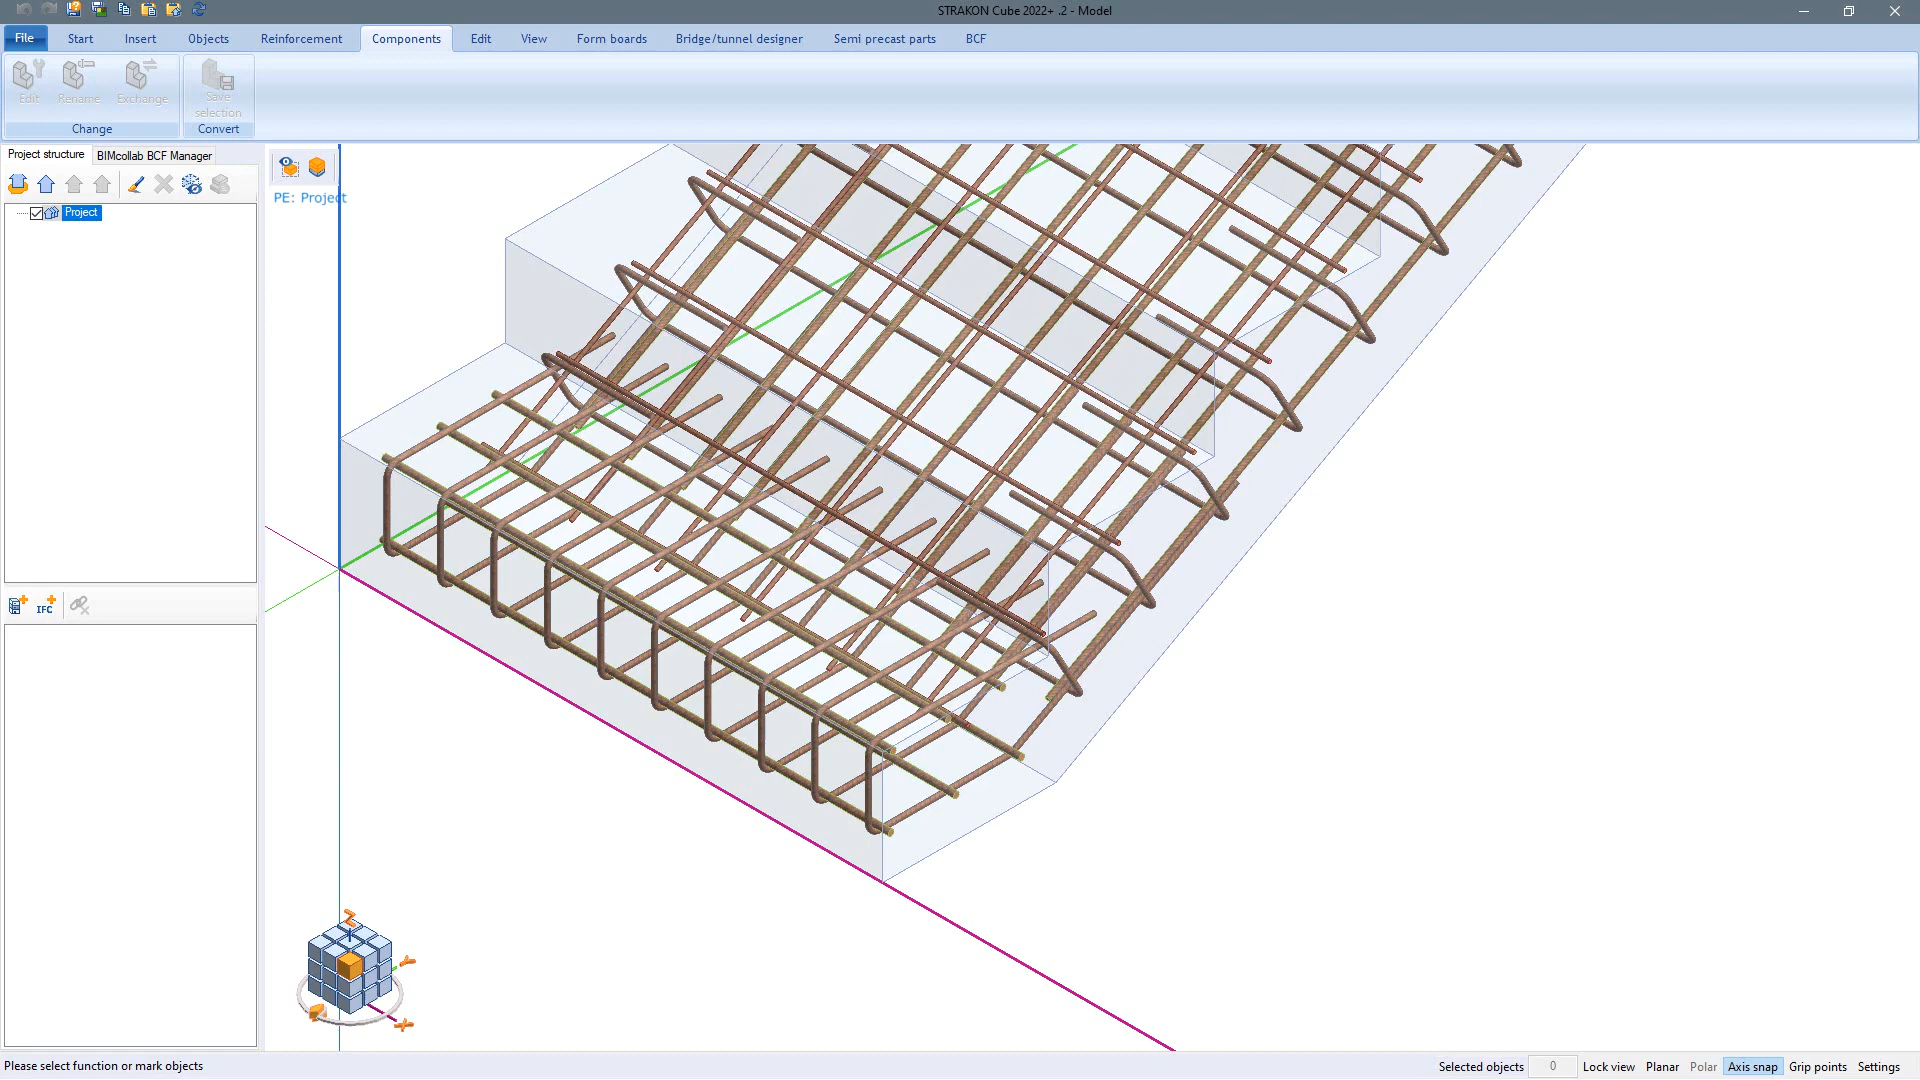 STRAKON Cube 2022+ .2 - Model
File Start Insert Objects Reinforcement Components Edit View Form boards Bridge/tunnel designer Semi precast parts BCF
Edit Rename Exchange Save selection
Change Convert
Project structure BIMcollab BCF Manager
PE: Project
Project
IFC
Z
Y
X
Please select function or mark objects
Selected objects 0 Lock view Planar Polar Axis snap Grip points Settings